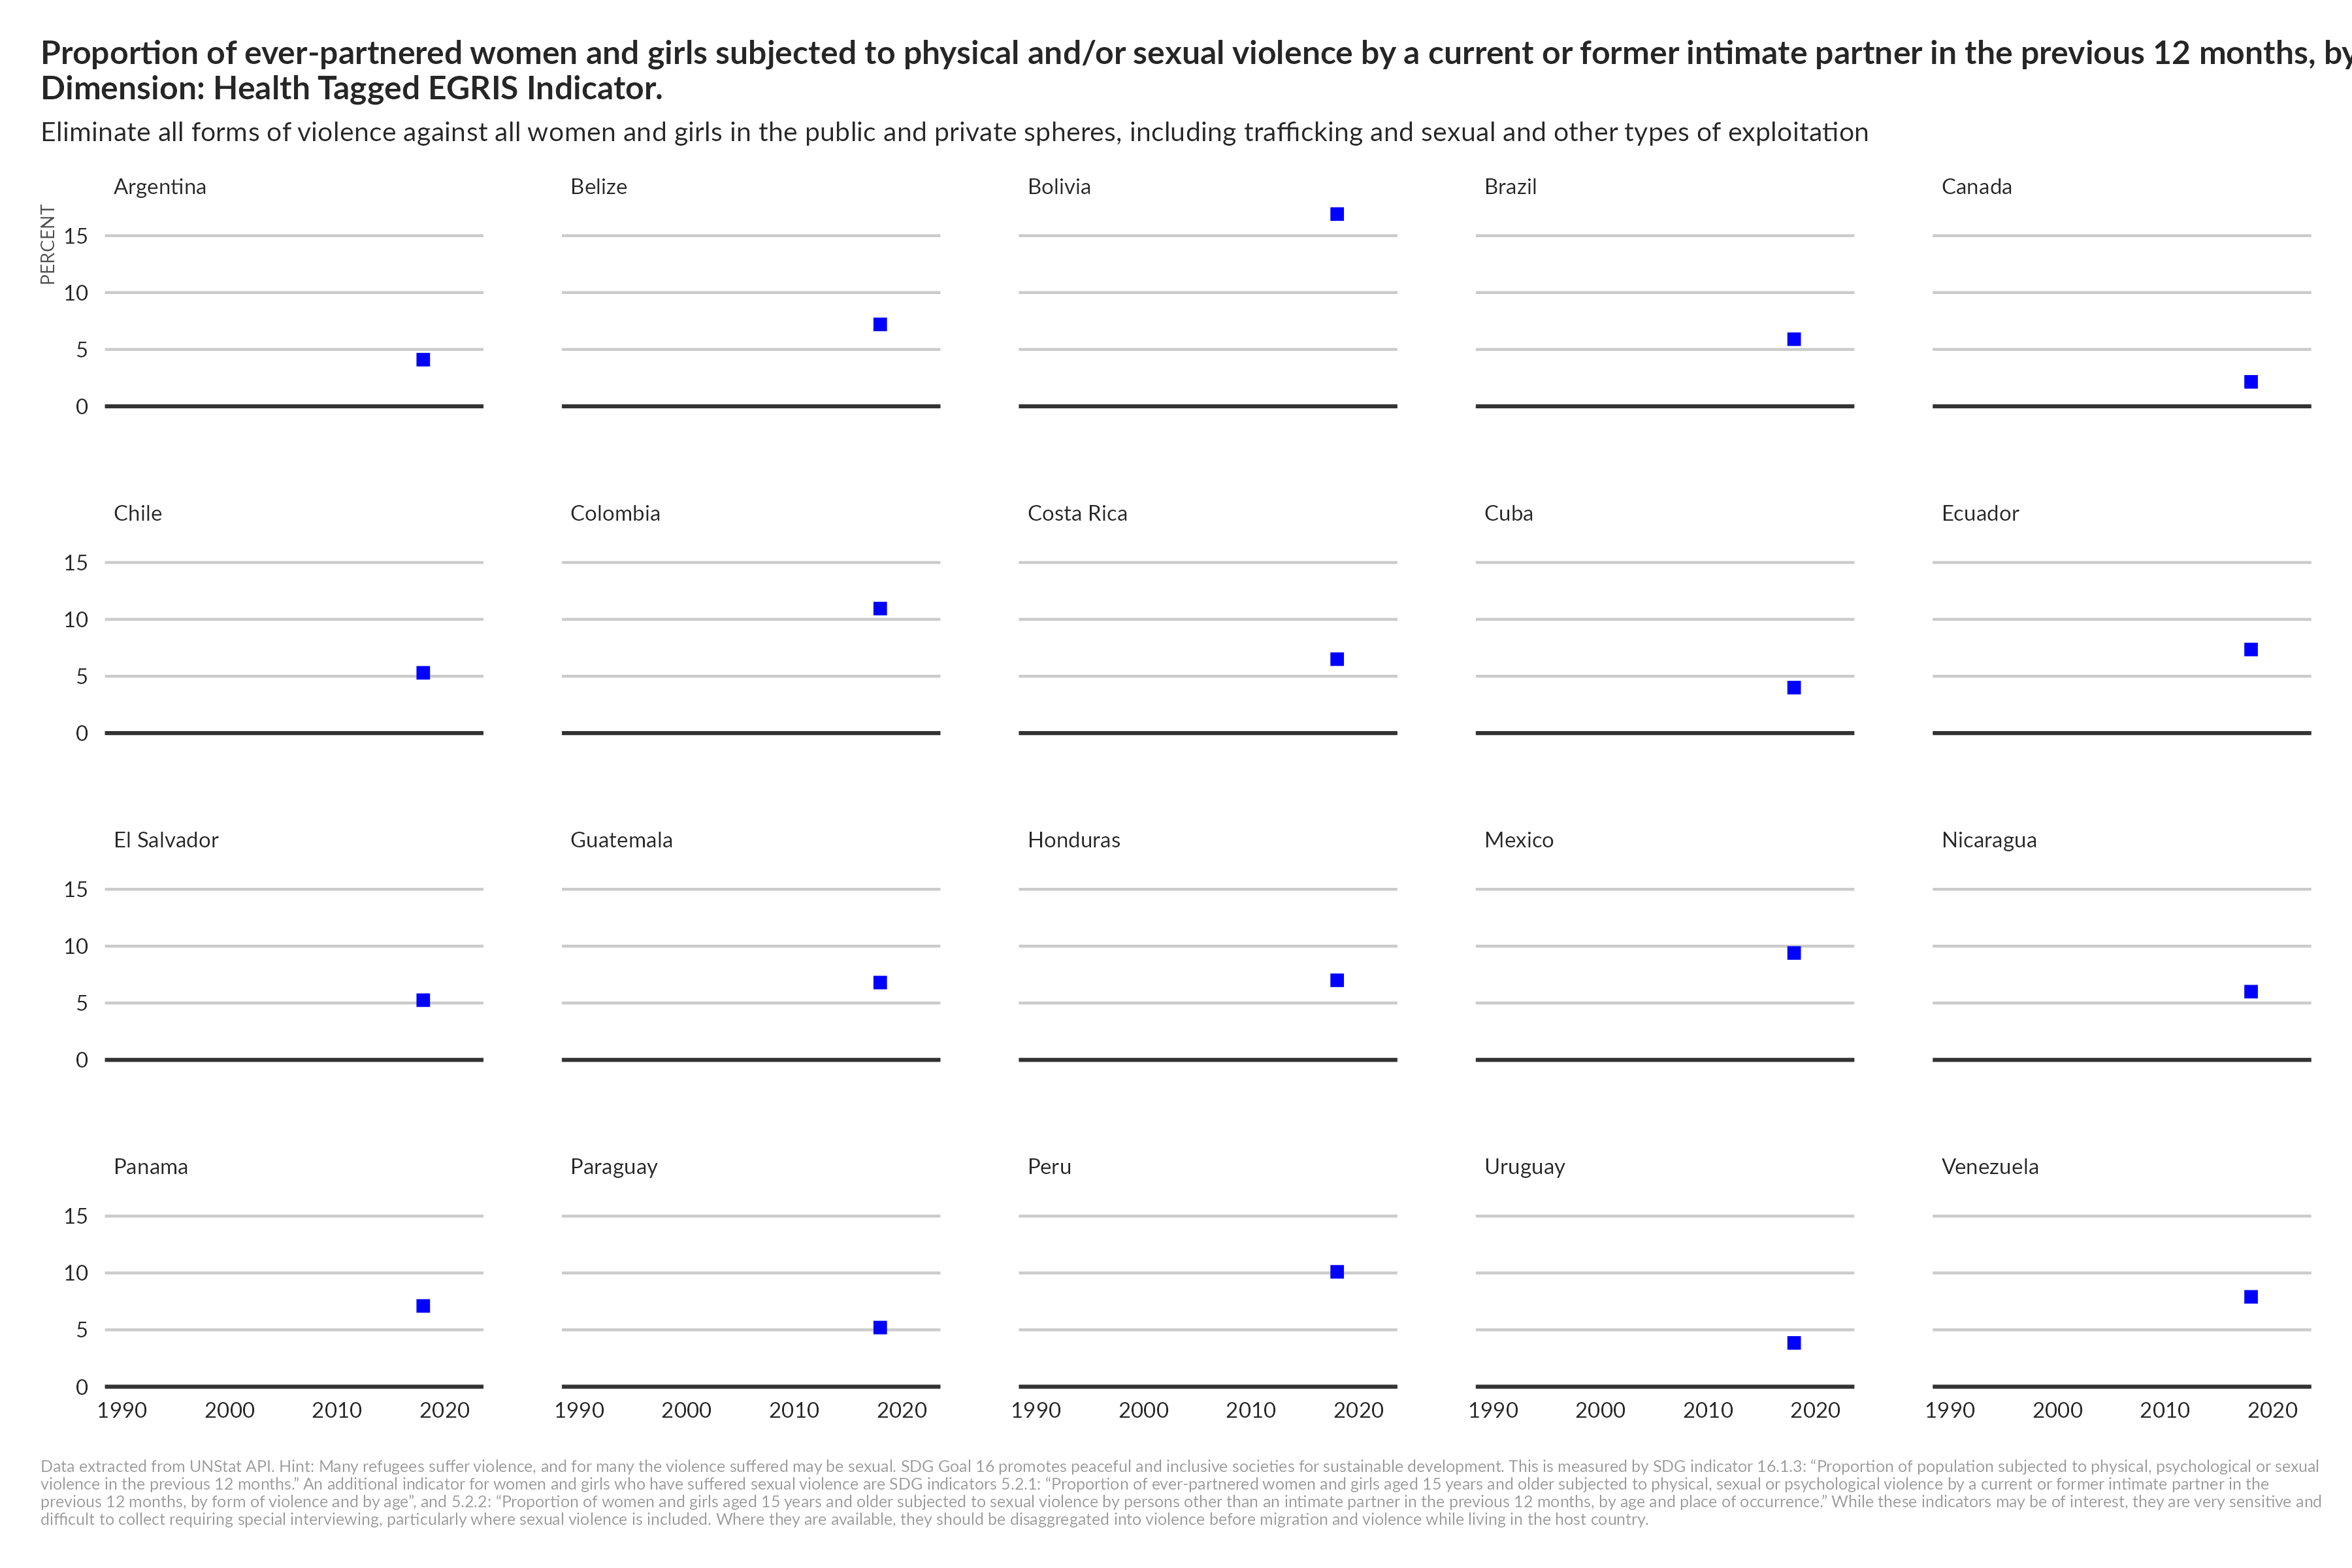 Proportion of ever-partnered women and girls subjected to physical and/or sexual violence by a current or former intimate partner in the previous 12 months, by
Dimension: Health Tagged EGRIS Indicator.
Eliminate all forms of violence against all women and girls in the public and private spheres, including trafficking and sexual and other types of exploitation
Argentina Belize Bolivia Brazil Canada
PERCENT
15
10
5
0
Chile Colombia Costa Rica Cuba Ecuador
15
10
5
0
El Salvador Guatemala Honduras Mexico Nicaragua
15
10
5
0
Panama Paraguay Peru Uruguay Venezuela
15
10
5
0
1990 2000 2010 2020 1990 2000 2010 2020 1990 2000 2010 2020 1990 2000 2010 2020 1990 2000 2010 2020
Data extracted from UNStat API. Hint: Many refugees suffer violence, and for many the violence suffered may be sexual. SDG Goal 16 promotes peaceful and inclusive societies for sustainable development. This is measured by SDG indicator 16.1.3: “Proportion of population subjected to physical, psychological or sexual
violence in the previous 12 months.” An additional indicator for women and girls who have suffered sexual violence are SDG indicators 5.2.1: “Proportion of ever-partnered women and girls aged 15 years and older subjected to physical, sexual or psychological violence by a current or former intimate partner in the
previous 12 months, by form of violence and by age”, and 5.2.2: “Proportion of women and girls aged 15 years and older subjected to sexual violence by persons other than an intimate partner in the previous 12 months, by age and place of occurrence.” While these indicators may be of interest, they are very sensitive and
difficult to collect requiring special interviewing, particularly where sexual violence is included. Where they are available, they should be disaggregated into violence before migration and violence while living in the host country.